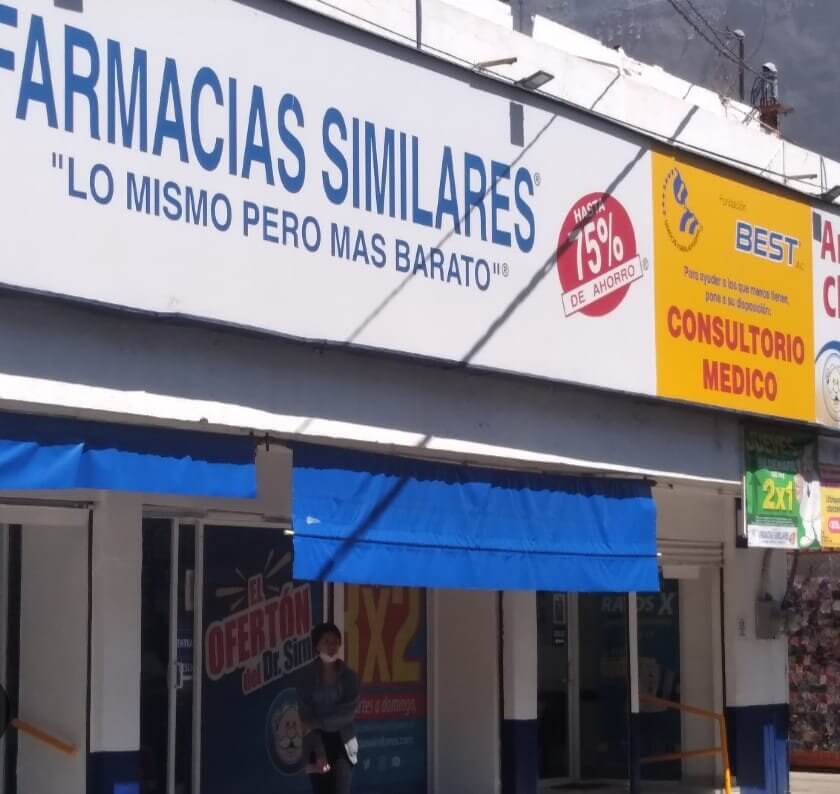 FARMACIAS SIMILARES®
"LO MISMO PERO MAS BARATO"®
HASTA
75%
DE AHORRO
®
Fundación
BEST A.C.
Para ayudar a los que menos tienen,
pone a su disposición:
CONSULTORIO
MEDICO
2x1
EL
OFERTÓN
del Dr. Simi
3X2
a domingo,
RAYOS X